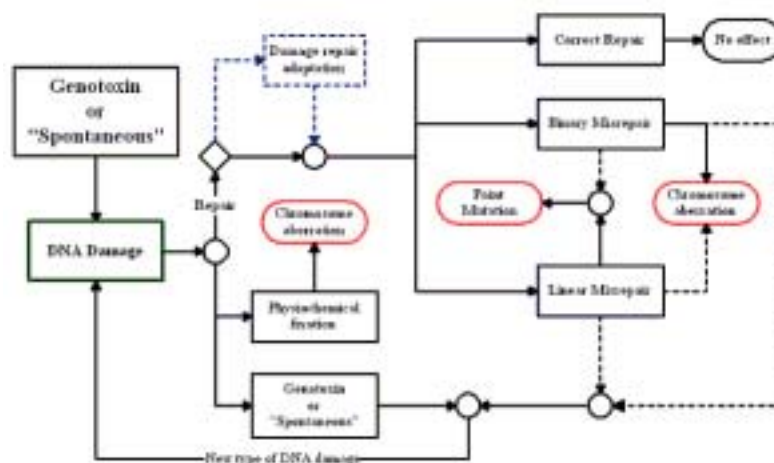 Genotoxin
or
"Spontaneous"
DNA Damage
Damage repair
adaptation
Repair
Chromosome
aberration
Physiochemical
fixation
Genotoxin
or
"Spontaneous"
New type of DNA damage
Correct Repair
No effect
Binary Misrepair
Point
Mutation
Chromosome
aberration
Linear Misrepair